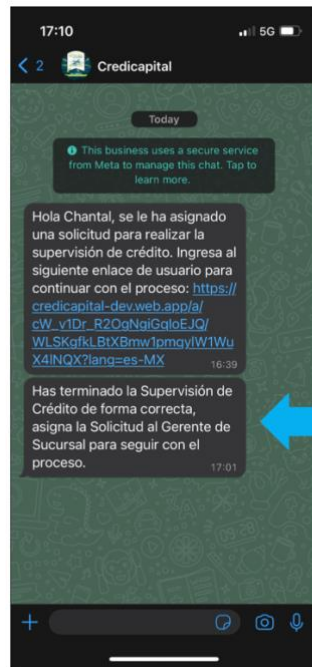 17:10
5G
2
Credicapital
Today
This business uses a secure service
from Meta to manage this chat. Tap to
learn more.
Hola Chantal, se le ha asignado
una solicitud para realizar la
supervisión de crédito. Ingresa al
siguiente enlace de usuario para
continuar con el proceso: https://
credicapital-dev.web.app/a/
cW_v1Dr_R2OgNgiGqloEJQ/
WLSKgfkLBtXBmw1pmqyIW1Wu
X4lNQX?lang=es-MX
16:39
Has terminado la Supervisión de
Crédito de forma correcta,
asigna la Solicitud al Gerente de
Sucursal para seguir con el
proceso.
17:01